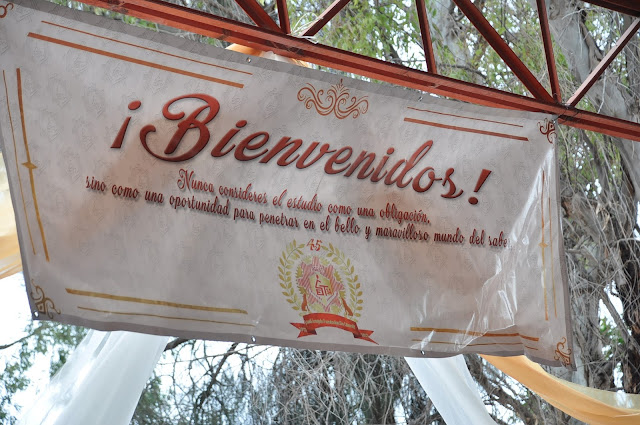 ¡Bienvenidos!
Nunca consideres el estudio como una obligación,
sino como una oportunidad para penetrar en el bello y maravilloso mundo del sabe
45